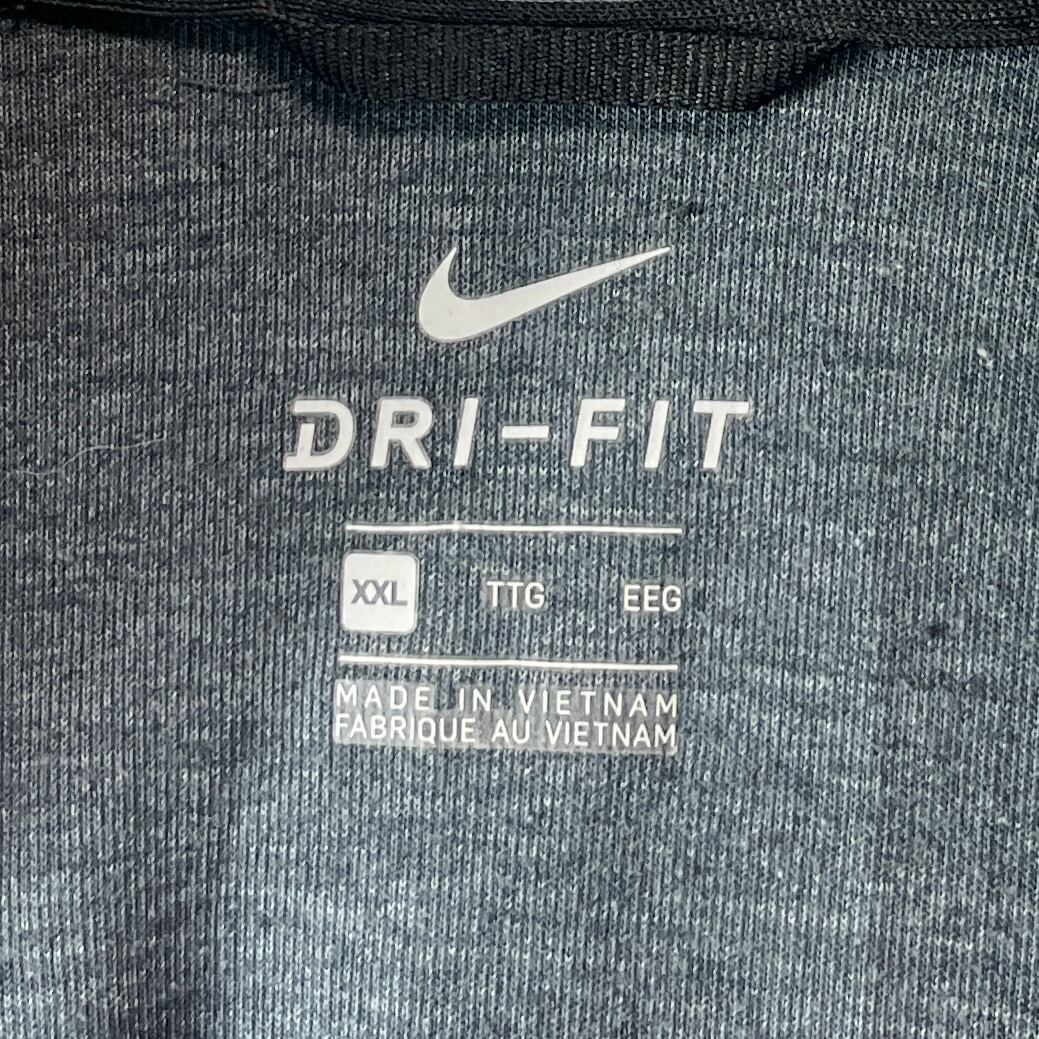 DRI-FIT
XXL TTG EEG
MADE IN VIETNAM
FABRIQUE AU VIETNAM